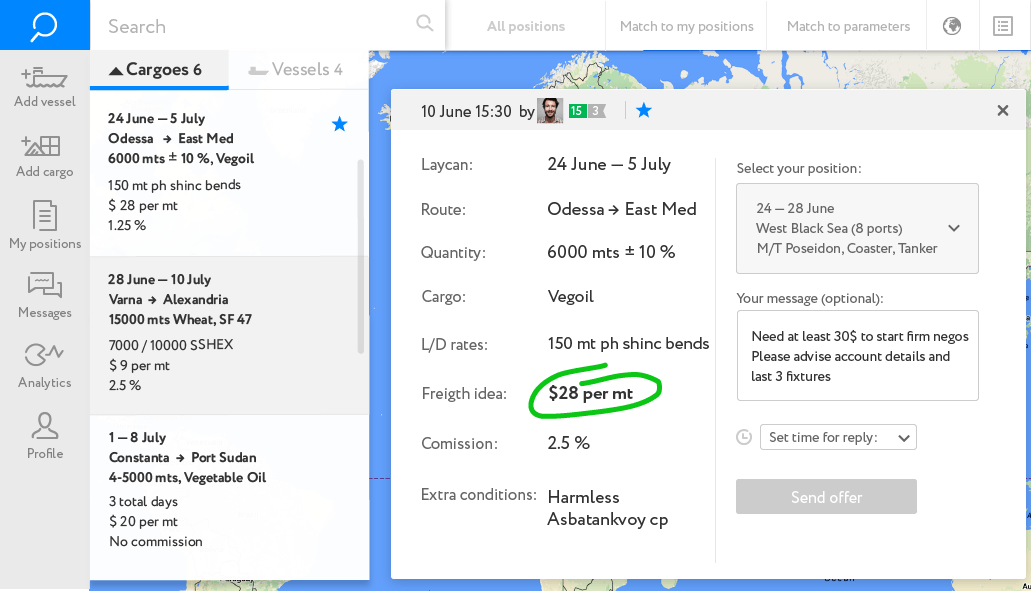 Search
All positions
Match to my positions
Match to parameters
Add vessel
Add cargo
My positions
Messages
Analytics
Profile
Cargoes 6
Vessels 4
24 June — 5 July
Odessa → East Med
6000 mts ± 10 %, Vegoil
150 mt ph shinc bends
$ 28 per mt
1.25 %
28 June — 10 July
Varna → Alexandria
15000 mts Wheat, SF 47
7000 / 10000 SSHEX
$ 9 per mt
2.5 %
1 — 8 July
Constanta → Port Sudan
4-5000 mts, Vegetable Oil
3 total days
$ 20 per mt
No commission
10 June 15:30 by 15 3
Laycan: 24 June — 5 July
Route: Odessa → East Med
Quantity: 6000 mts ± 10 %
Cargo: Vegoil
L/D rates: 150 mt ph shinc bends
Freigth idea: $28 per mt
Comission: 2.5 %
Extra conditions: Harmless
Asbatankvoy cp
Select your position:
24 — 28 June
West Black Sea (8 ports)
M/T Poseidon, Coaster, Tanker
Your message (optional):
Need at least 30$ to start firm negos
Please advise account details and
last 3 fixtures
Set time for reply:
Send offer